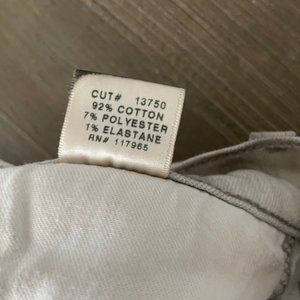 CUT# 13750
92% COTTON
7% POLYESTER
1% ELASTANE
RN# 117965